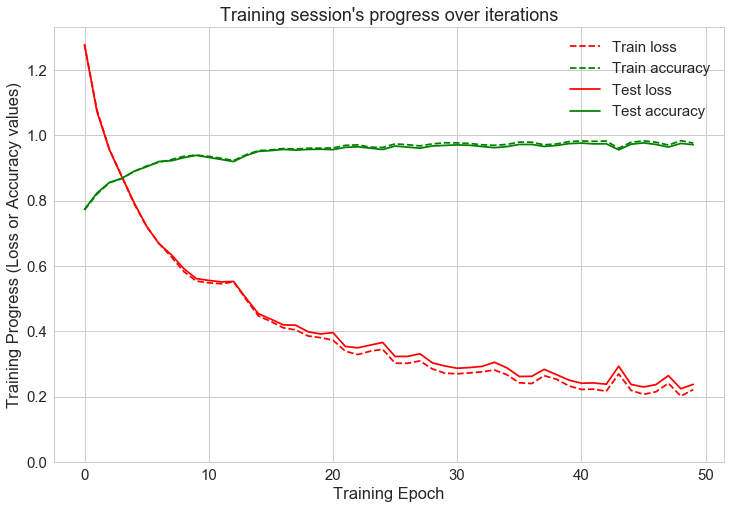 Training session's progress over iterations
Train loss
Train accuracy
Test loss
Test accuracy
Training Progress (Loss or Accuracy values)
1.2
1.0
0.8
0.6
0.4
0.2
0.0
0 10 20 30 40 50
Training Epoch